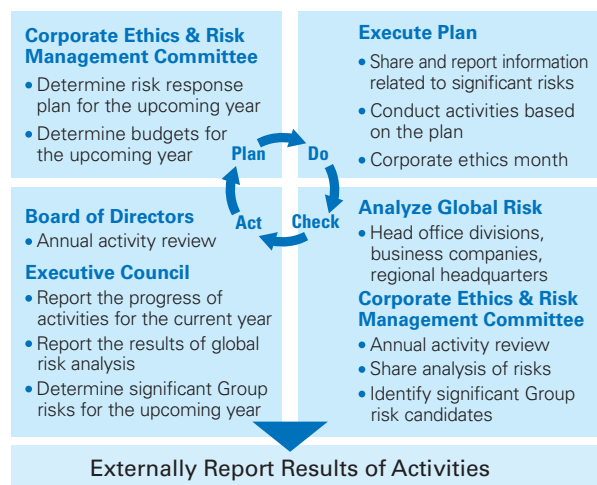 Corporate Ethics & Risk
Management Committee
• Determine risk response
plan for the upcoming year
• Determine budgets for
the upcoming year
Execute Plan
• Share and report information
related to significant risks
• Conduct activities based
on the plan
• Corporate ethics month
Plan
Do
Act
Check
Board of Directors
• Annual activity review
Executive Council
• Report the progress of
activities for the current year
• Report the results of global
risk analysis
• Determine significant Group
risks for the upcoming year
Analyze Global Risk
• Head office divisions,
business companies,
regional headquarters
Corporate Ethics & Risk
Management Committee
• Annual activity review
• Share analysis of risks
• Identify significant Group
risk candidates
Externally Report Results of Activities